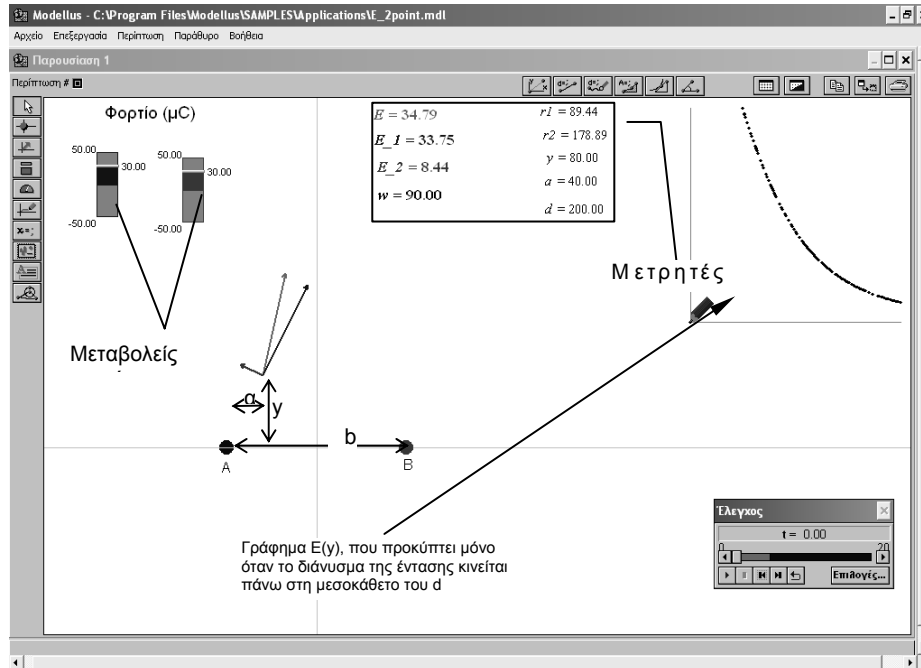 Modellus - C:\Program Files\Modellus\SAMPLES\Applications\E_2point.mdl
Αρχείο Επεξεργασία Περίπτωση Παράθυρο Βοήθεια
Παρουσίαση 1
Περίπτωση #
Φορτίο (μC)
50.00
30.00
-50.00
50.00
30.00
-50.00
Μεταβολείς
E = 34.79
E_1 = 33.75
E_2 = 8.44
w = 90.00
r1 = 89.44
r2 = 178.89
y = 80.00
a = 40.00
d = 200.00
Μετρητές
α
y
b
A
B
Γράφημα E(y), που προκύπτει μόνο
όταν το διάνυσμα της έντασης κινείται
πάνω στη μεσοκάθετο του d
Έλεγχος
t = 0.00
0
20
Επιλογές...